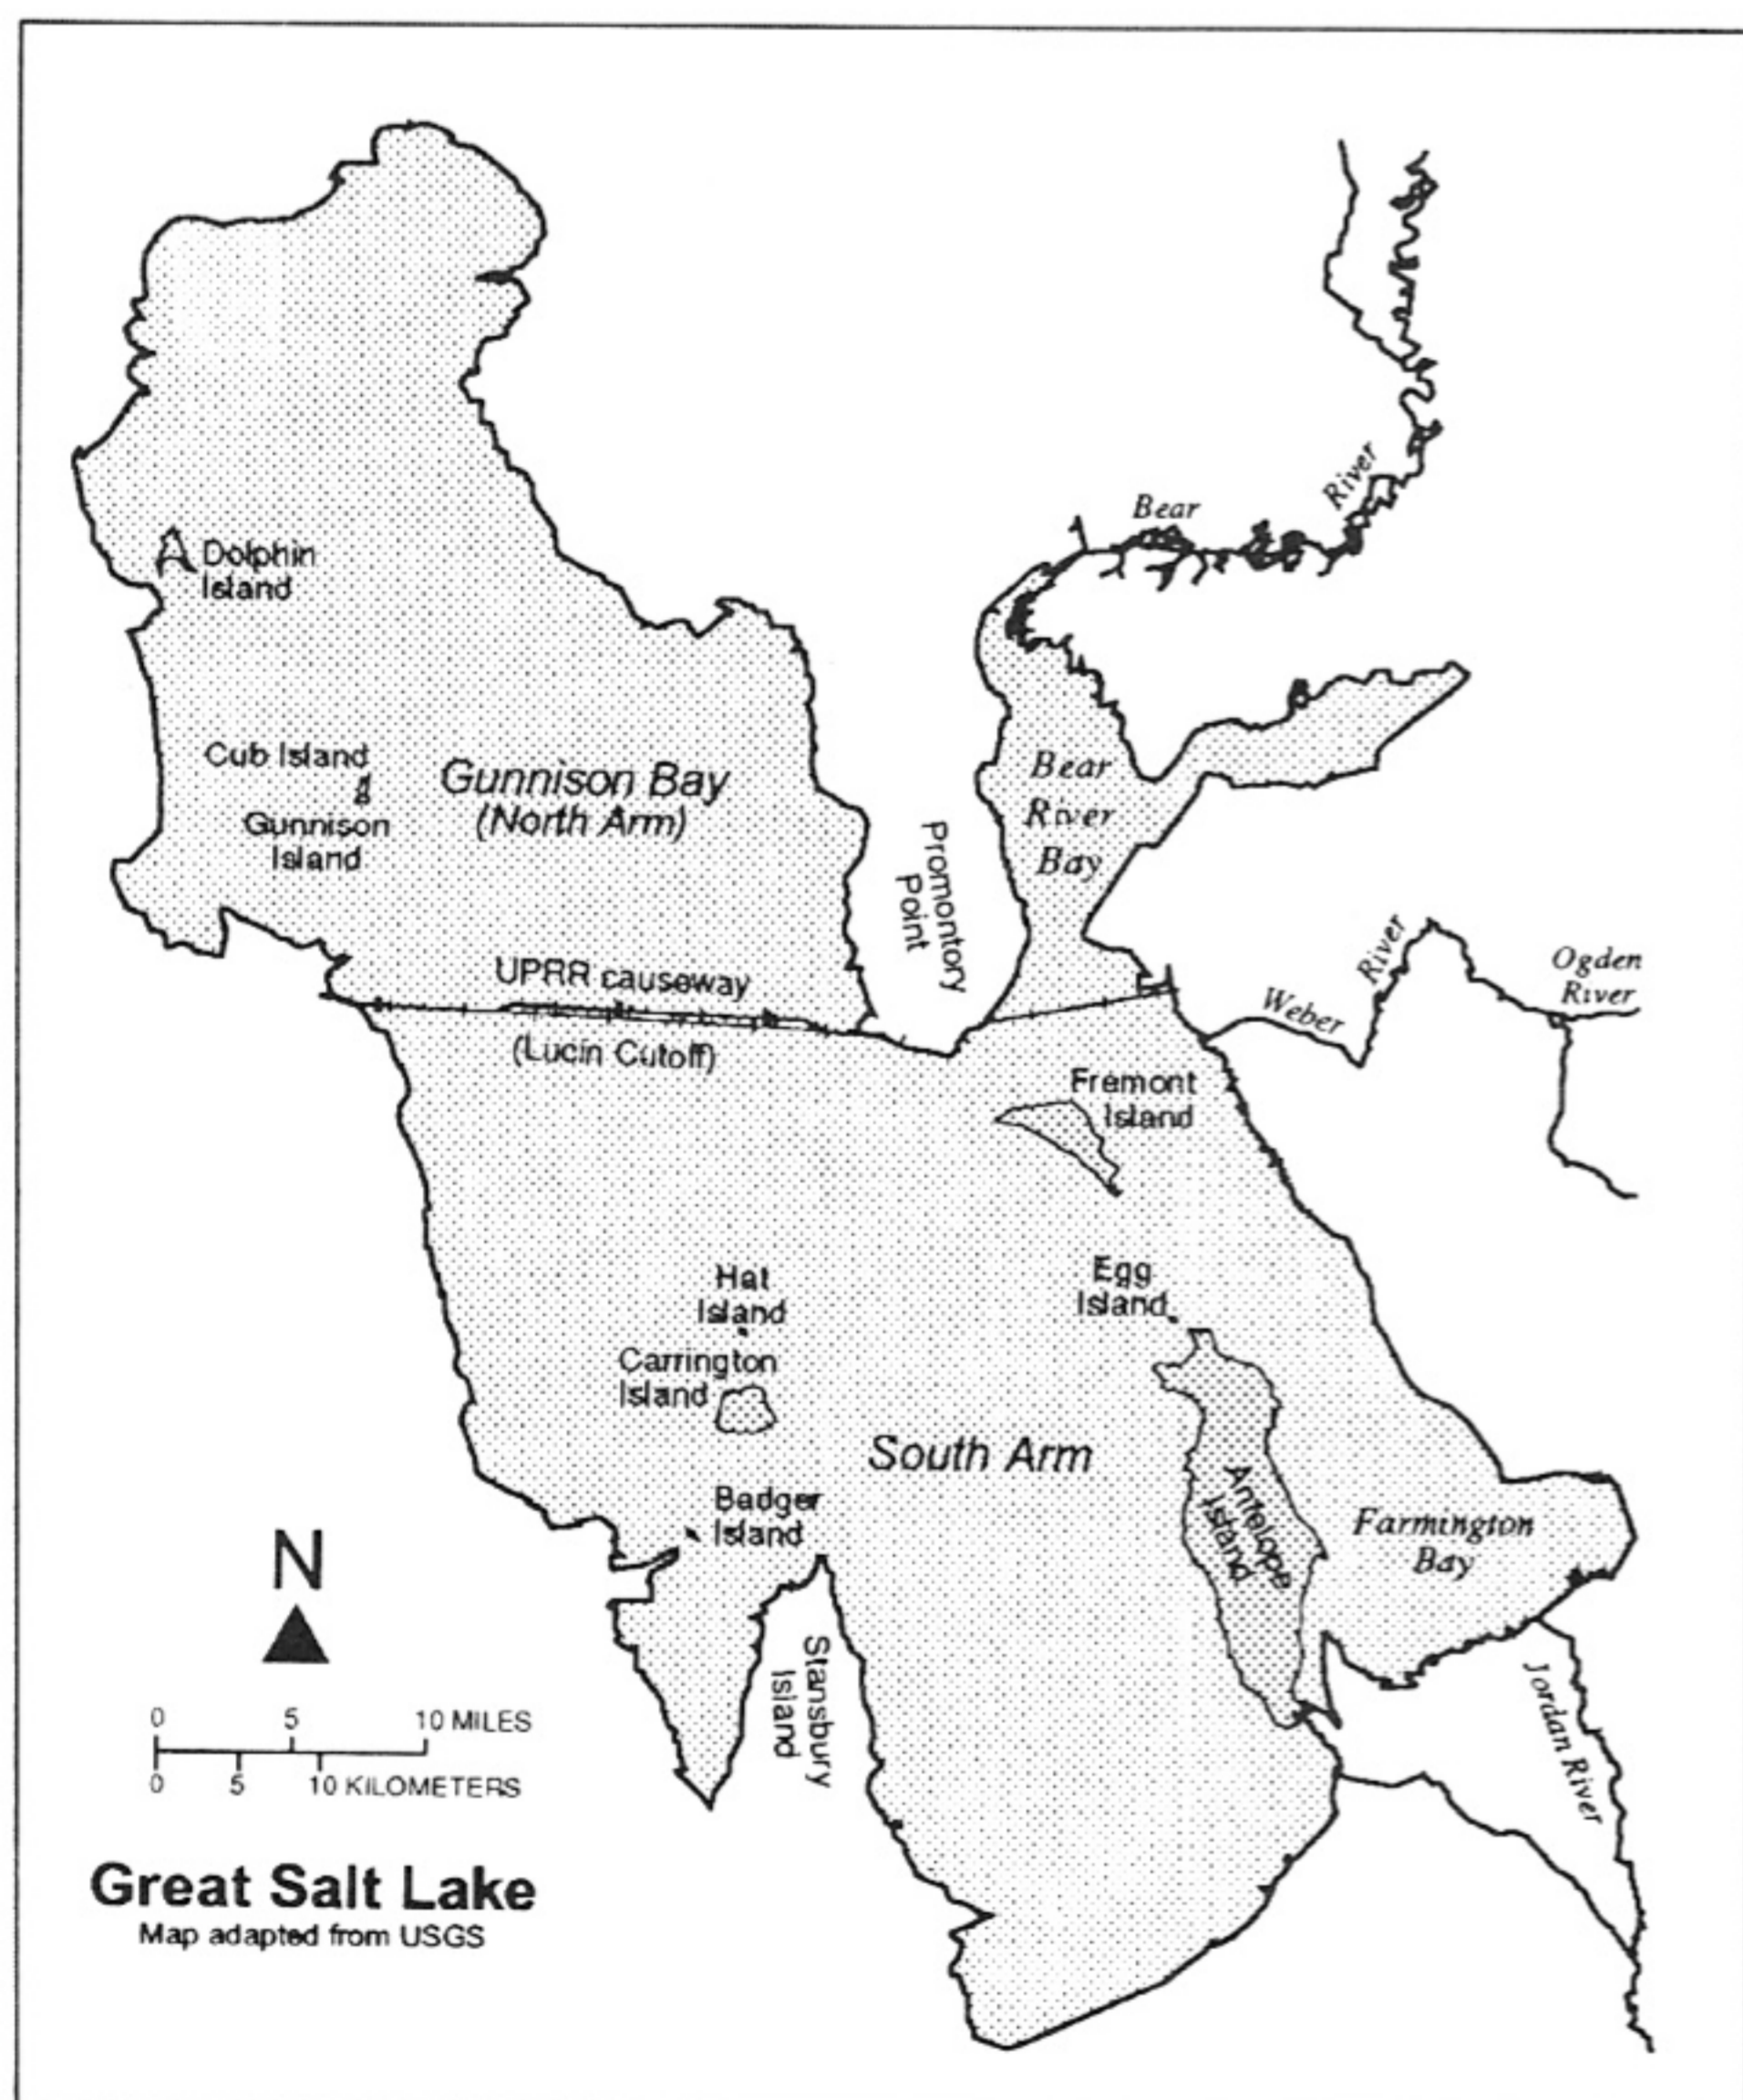 Bear
River
Dolphin
Island
Cub Island
Gunnison
Island
Gunnison Bay
(North Arm)
Promontory
Point
Bear
River
Bay
UPRR causeway
(Lucin Cutoff)
Weber
River
Ogden
River
Fremont
Island
Hat
Island
Egg
Island
Carrington
Island
South Arm
Badger
Island
Antelope
Island
Farmington
Bay
Stansbury
Island
Jordan River
N
0 5 10 MILES
0 5 10 KILOMETERS
Great Salt Lake
Map adapted from USGS